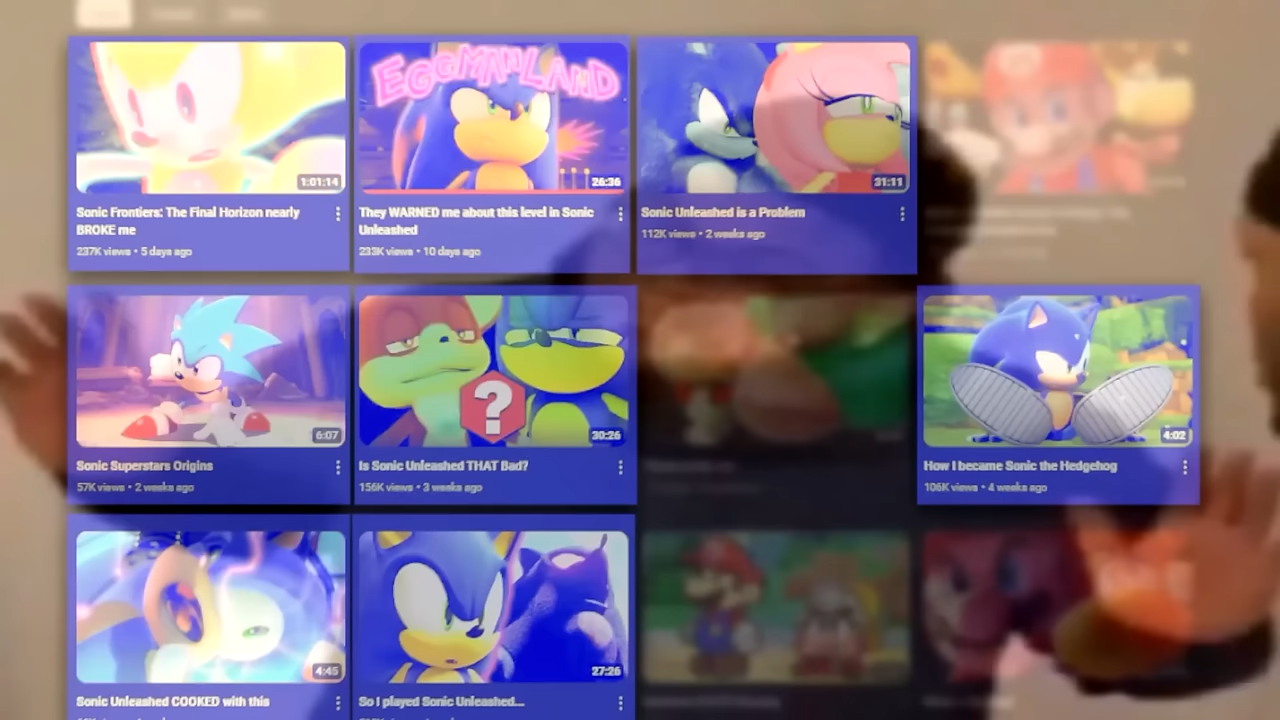 EGGMANLAND
1:01:14
26:36
31:11
Sonic Frontiers: The Final Horizon nearly
BROKE me
237K views • 5 days ago
They WARNED me about this level in Sonic
Unleashed
233K views • 10 days ago
Sonic Unleashed is a Problem
112K views • 2 weeks ago
?
6:07
30:26
4:02
Sonic Superstars Origins
57K views • 2 weeks ago
Is Sonic Unleashed THAT Bad?
156K views • 3 weeks ago
How I became Sonic the Hedgehog
106K views • 4 weeks ago
4:45
27:26
Sonic Unleashed COOKED with this
So I played Sonic Unleashed...